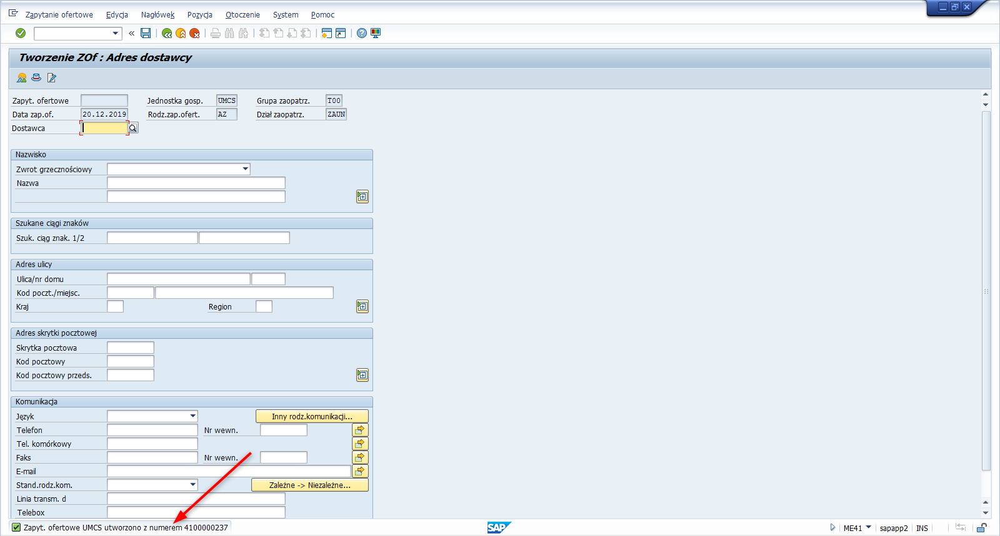 Zapytanie ofertowe Edycja Nagłówek Pozycja Otoczenie System Pomoc
Tworzenie ZOf : Adres dostawcy
Zapyt. ofertowe Jednostka gosp. UMCS Grupa zaopatrz. T00
Data zap.of. 20.12.2019 Rodz.zap.ofert. AZ Dział zaopatrz. ZAUN
Dostawca
Nazwisko
Zwrot grzecznościowy
Nazwa
Szukane ciągi znaków
Szuk. ciąg znak. 1/2
Adres ulicy
Ulica/nr domu
Kod poczt./miejsc.
Kraj Region
Adres skrytki pocztowej
Skrytka pocztowa
Kod pocztowy
Kod pocztowy przeds.
Komunikacja
Język Inny rodz.komunikacji...
Telefon Nr wewn.
Tel. komórkowy
Faks Nr wewn.
E-mail
Stand.rodz.kom. Zależne -> Niezależne...
Linia transm. d
Telebox
Zapyt. ofertowe UMCS utworzono z numerem 4100000237 SAP ME41 sapapp2 INS